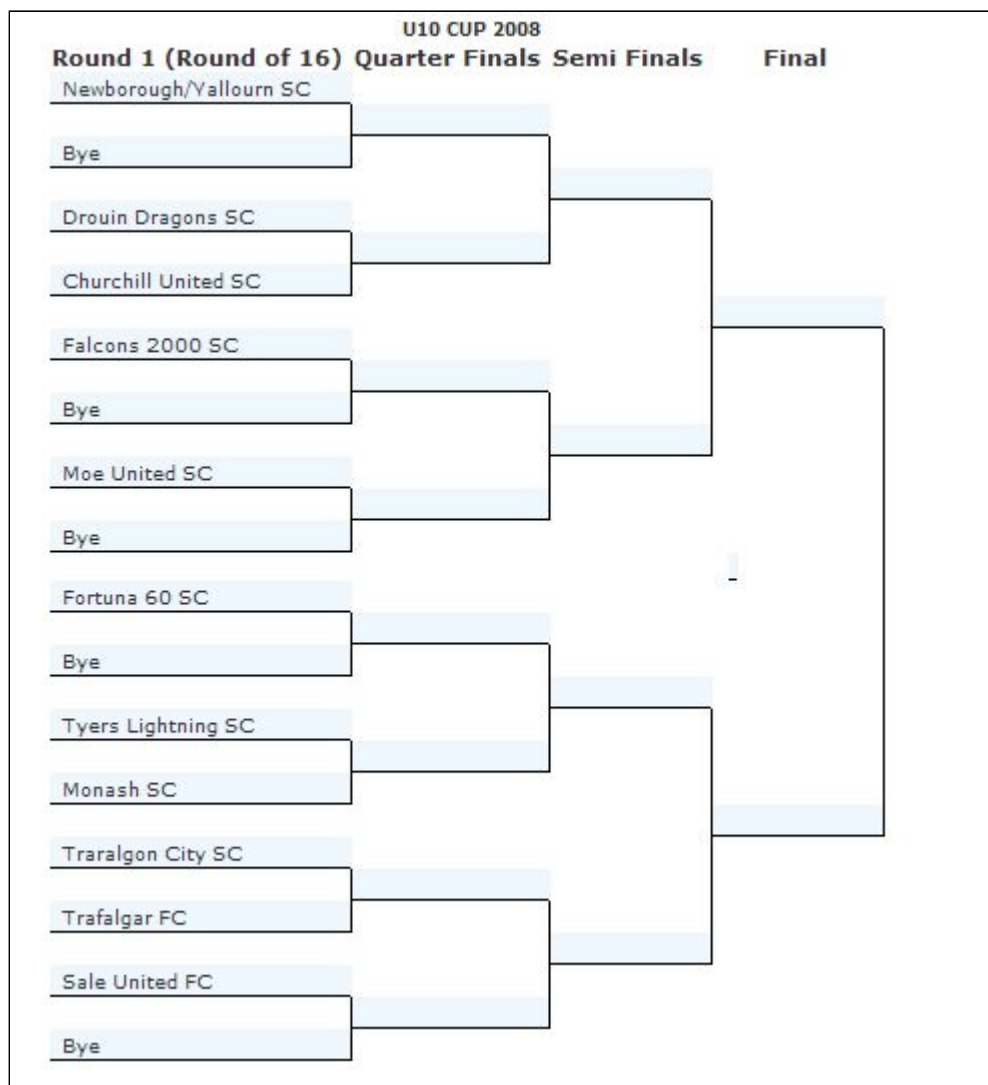 U10 CUP 2008
Round 1 (Round of 16) Quarter Finals Semi Finals Final
Newborough/Yallourn SC
Bye
Drouin Dragons SC
Churchill United SC
Falcons 2000 SC
Bye
Moe United SC
Bye
Fortuna 60 SC
Bye
Tyers Lightning SC
Monash SC
Traralgon City SC
Trafalgar FC
Sale United FC
Bye